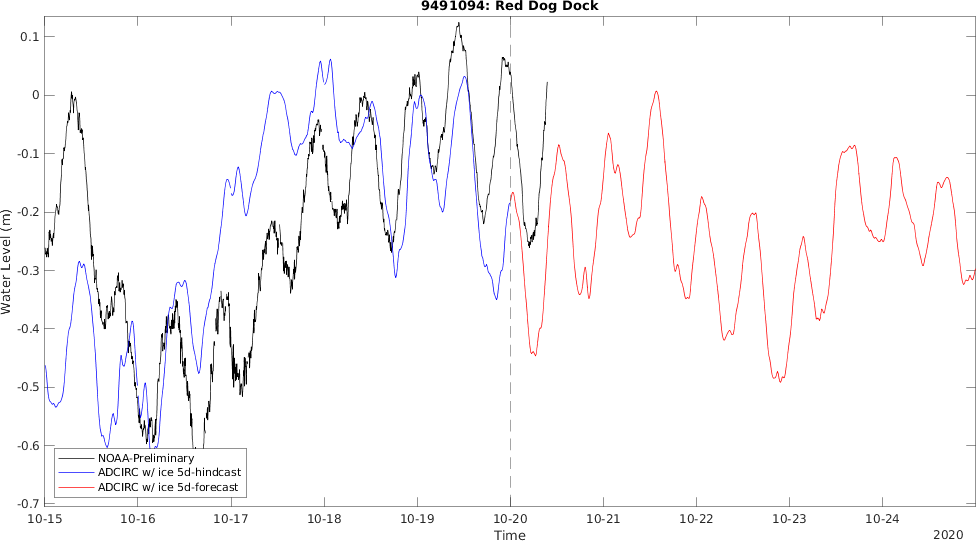 9491094: Red Dog Dock
Water Level (m)
0.1
0
-0.1
-0.2
-0.3
-0.4
-0.5
-0.6
-0.7
NOAA-Preliminary
ADCIRC w/ ice 5d-hindcast
ADCIRC w/ ice 5d-forecast
10-15 10-16 10-17 10-18 10-19 10-20 10-21 10-22 10-23 10-24
Time
2020